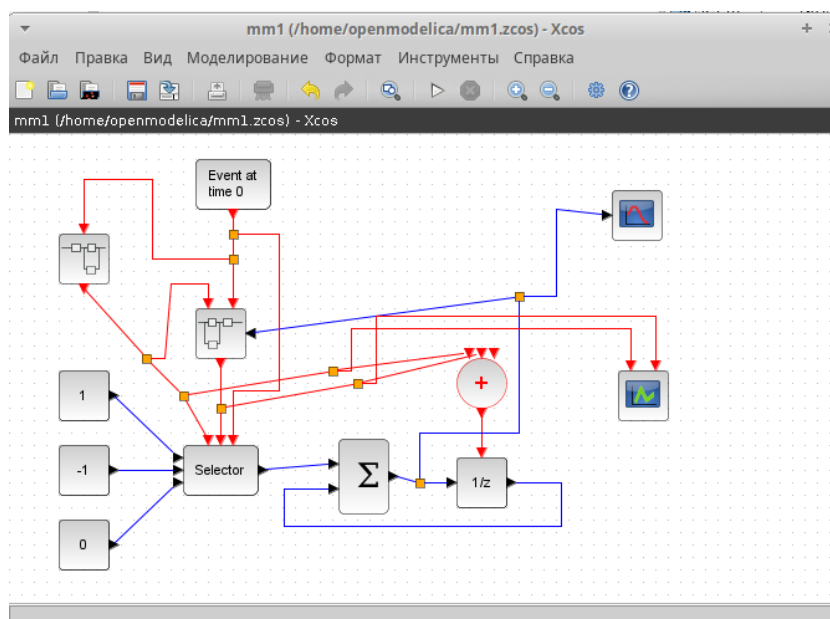 mm1 (/home/openmodelica/mm1.zcos) - Xcos
Файл Правка Вид Моделирование Формат Инструменты Справка
mm1 (/home/openmodelica/mm1.zcos) - Xcos
Event at
time 0
1
-1
0
Selector
Σ
+
1/z